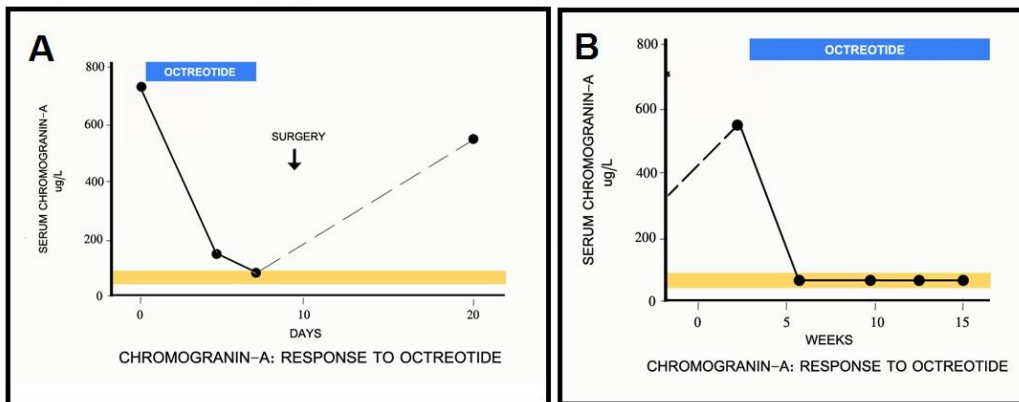 A
OCTREOTIDE
SURGERY
SERUM CHROMOGRANIN–A
ug/L
800
600
400
200
0
0
10
20
DAYS
CHROMOGRANIN–A: RESPONSE TO OCTREOTIDE
B
OCTREOTIDE
SERUM CHROMOGRANIN–A
ug/L
800
600
400
200
0
0
5
10
15
WEEKS
CHROMOGRANIN–A: RESPONSE TO OCTREOTIDE